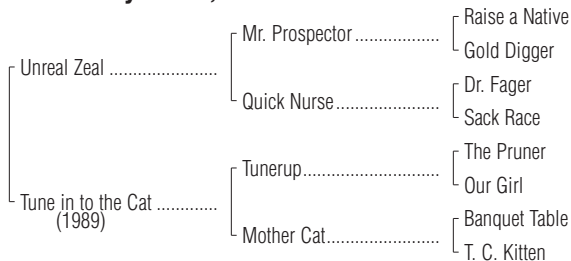 Raise a Native
Mr. Prospector ..................
Gold Digger
Unreal Zeal .......................
Dr. Fager
Quick Nurse......................
Sack Race
The Pruner
Tunerup.............................
Our Girl
Tune in to the Cat .............
(1989)
Banquet Table
Mother Cat........................
T. C. Kitten